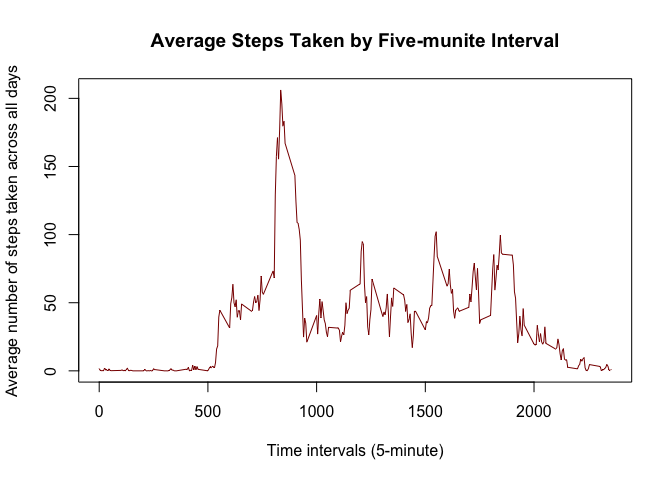 Average Steps Taken by Five-munite Interval
Average number of steps taken across all days
200
150
100
50
0
0 500 1000 1500 2000
Time intervals (5-minute)